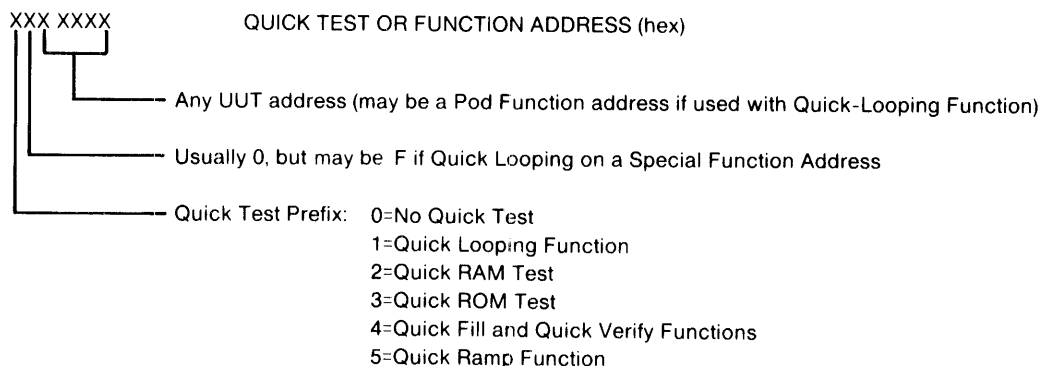 XXX XXXX QUICK TEST OR FUNCTION ADDRESS (hex)
Any UUT address (may be a Pod Function address if used with Quick-Looping Function)
Usually 0, but may be F if Quick Looping on a Special Function Address
Quick Test Prefix: 0=No Quick Test
1=Quick Looping Function
2=Quick RAM Test
3=Quick ROM Test
4=Quick Fill and Quick Verify Functions
5=Quick Ramp Function